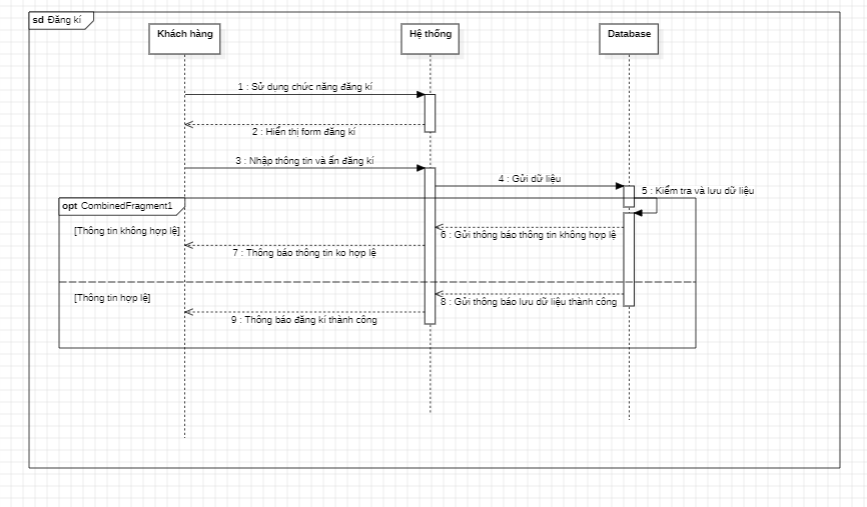 sd Đăng kí
Khách hàng
Hệ thống
Database
1 : Sử dụng chức năng đăng kí
2 : Hiển thị form đăng kí
3 : Nhập thông tin và ấn đăng kí
4 : Gửi dữ liệu
5 : Kiểm tra và lưu dữ liệu
opt CombinedFragment1
[Thông tin không hợp lệ]
6 : Gửi thông báo thông tin không hợp lệ
7 : Thông báo thông tin ko hợp lệ
[Thông tin hợp lệ]
8 : Gửi thông báo lưu dữ liệu thành công
9 : Thông báo đăng kí thành công